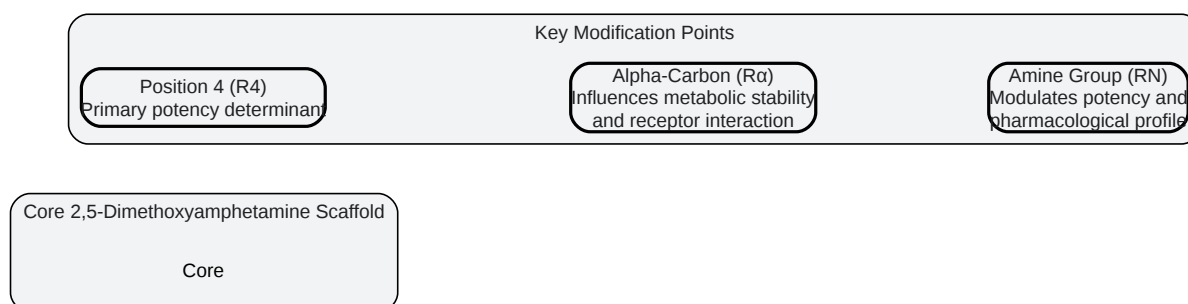 Key Modification Points
Position 4 (R4)
Primary potency determinant
Alpha-Carbon (Rα)
Influences metabolic stability
and receptor interaction
Amine Group (RN)
Modulates potency and
pharmacological profile
Core 2,5-Dimethoxyamphetamine Scaffold
Core